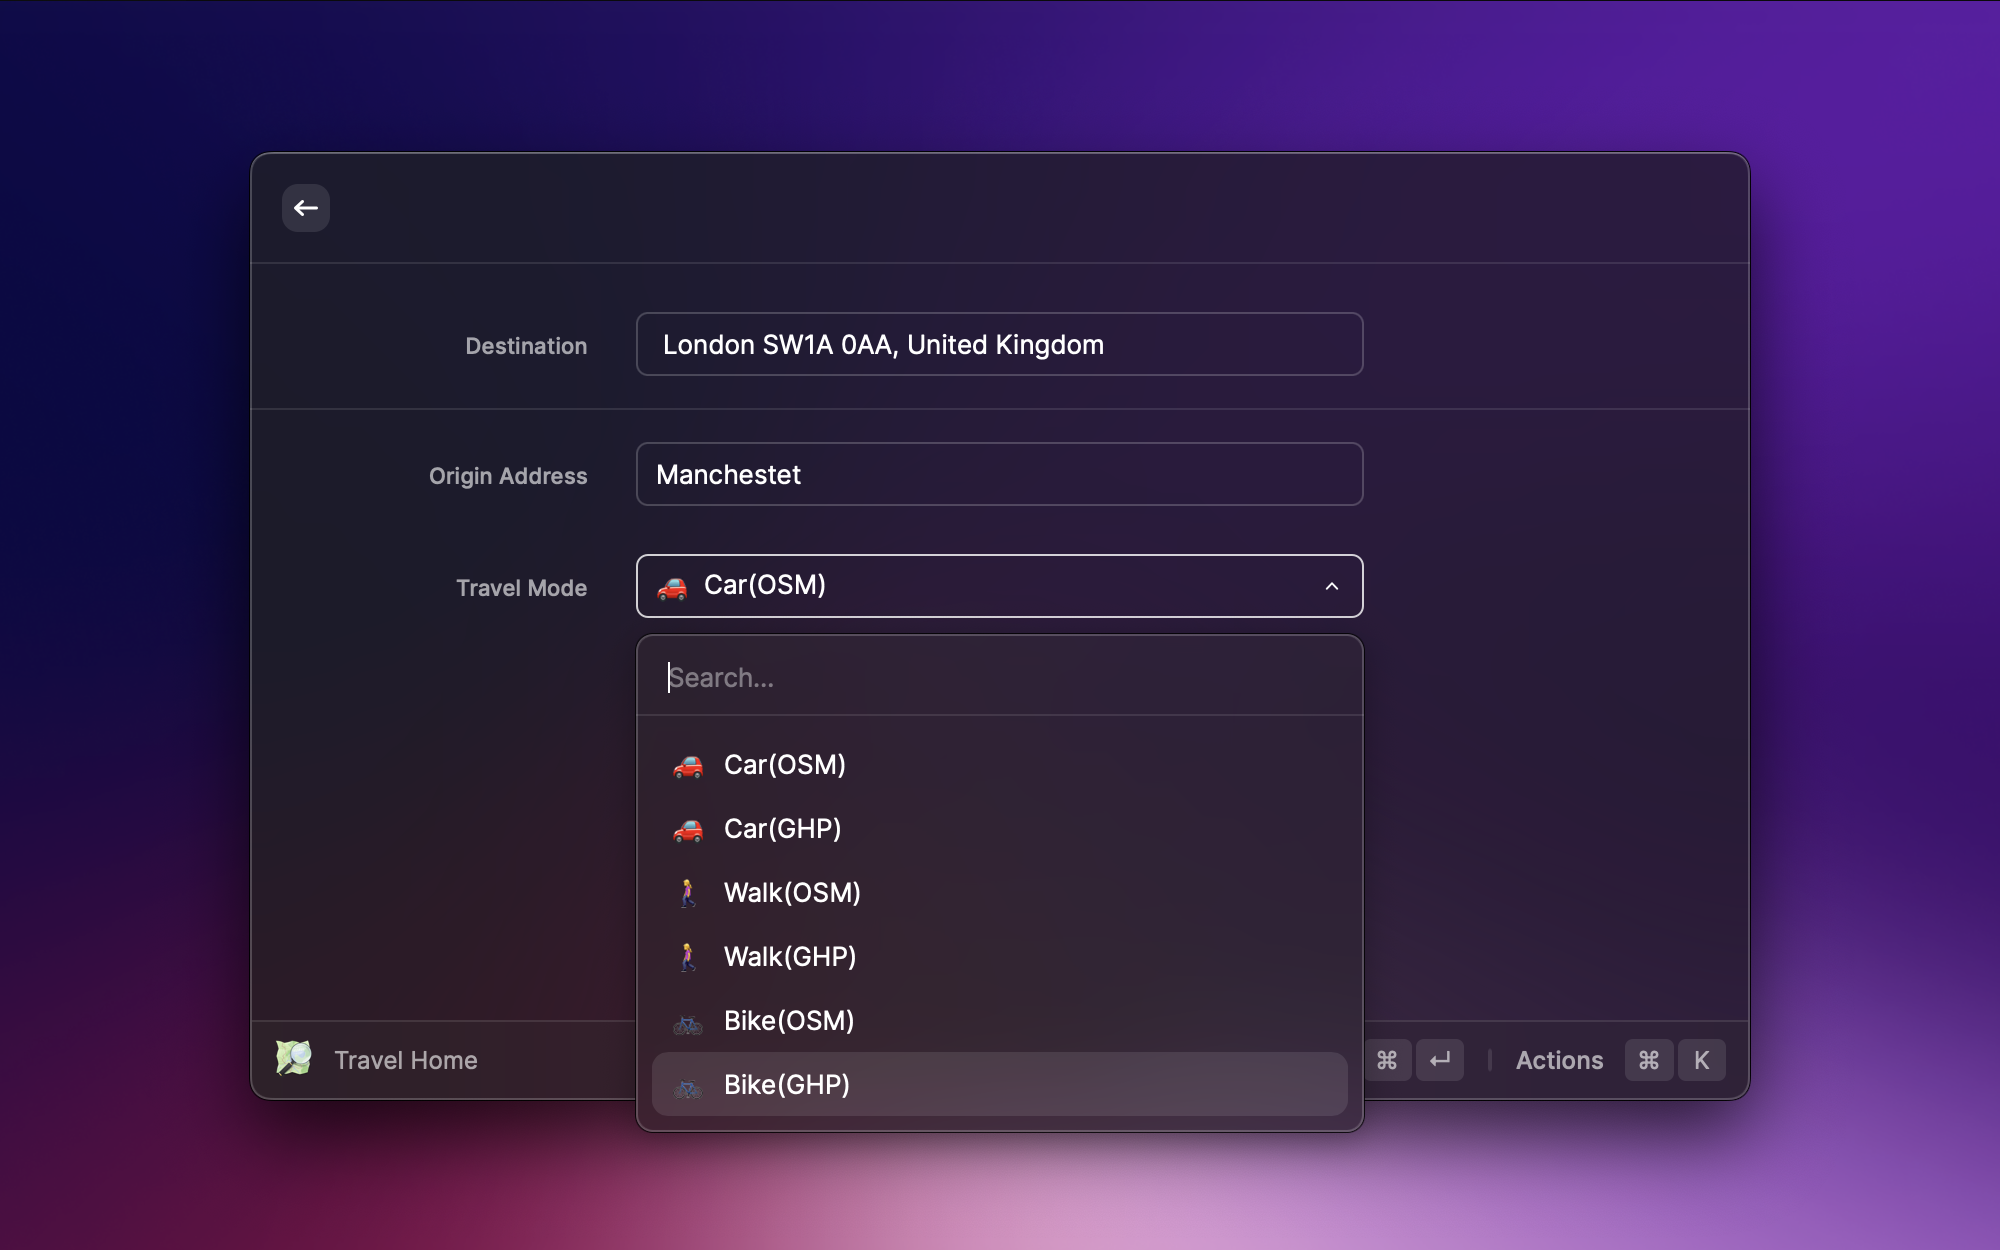 Destination
London SW1A 0AA, United Kingdom
Origin Address
Manchestet
Travel Mode
Car(OSM)
Search...
Car(OSM)
Car(GHP)
Walk(OSM)
Walk(GHP)
Bike(OSM)
Bike(GHP)
Travel Home
⌘ ↵ Actions ⌘ K